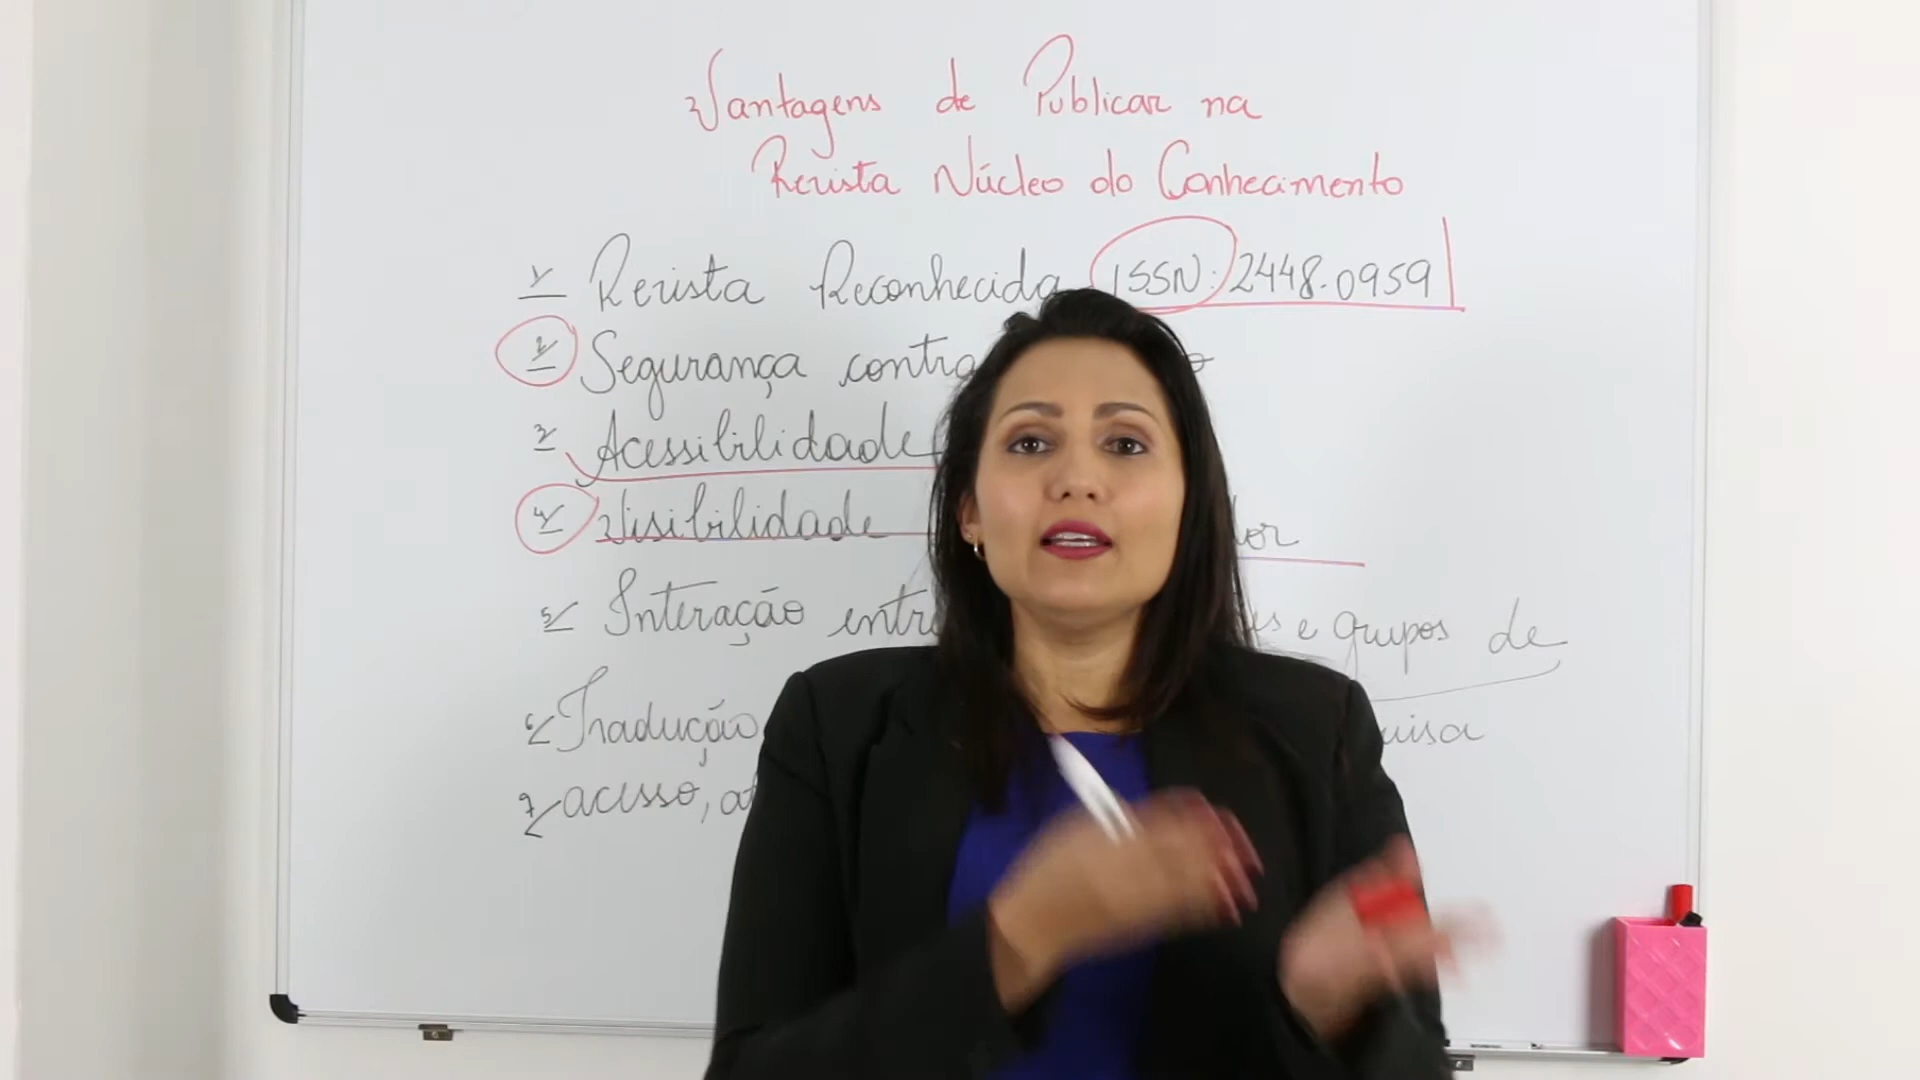 Vantagens de Publicar na
Revista Núcleo do Conhecimento
1 Revista Reconhecida ISSN: 2448.0959
2 Segurança contra
3 Acessibilidade
4 Visibilidade
5 Interação entre e grupos de
6 Tradução
7 acesso,